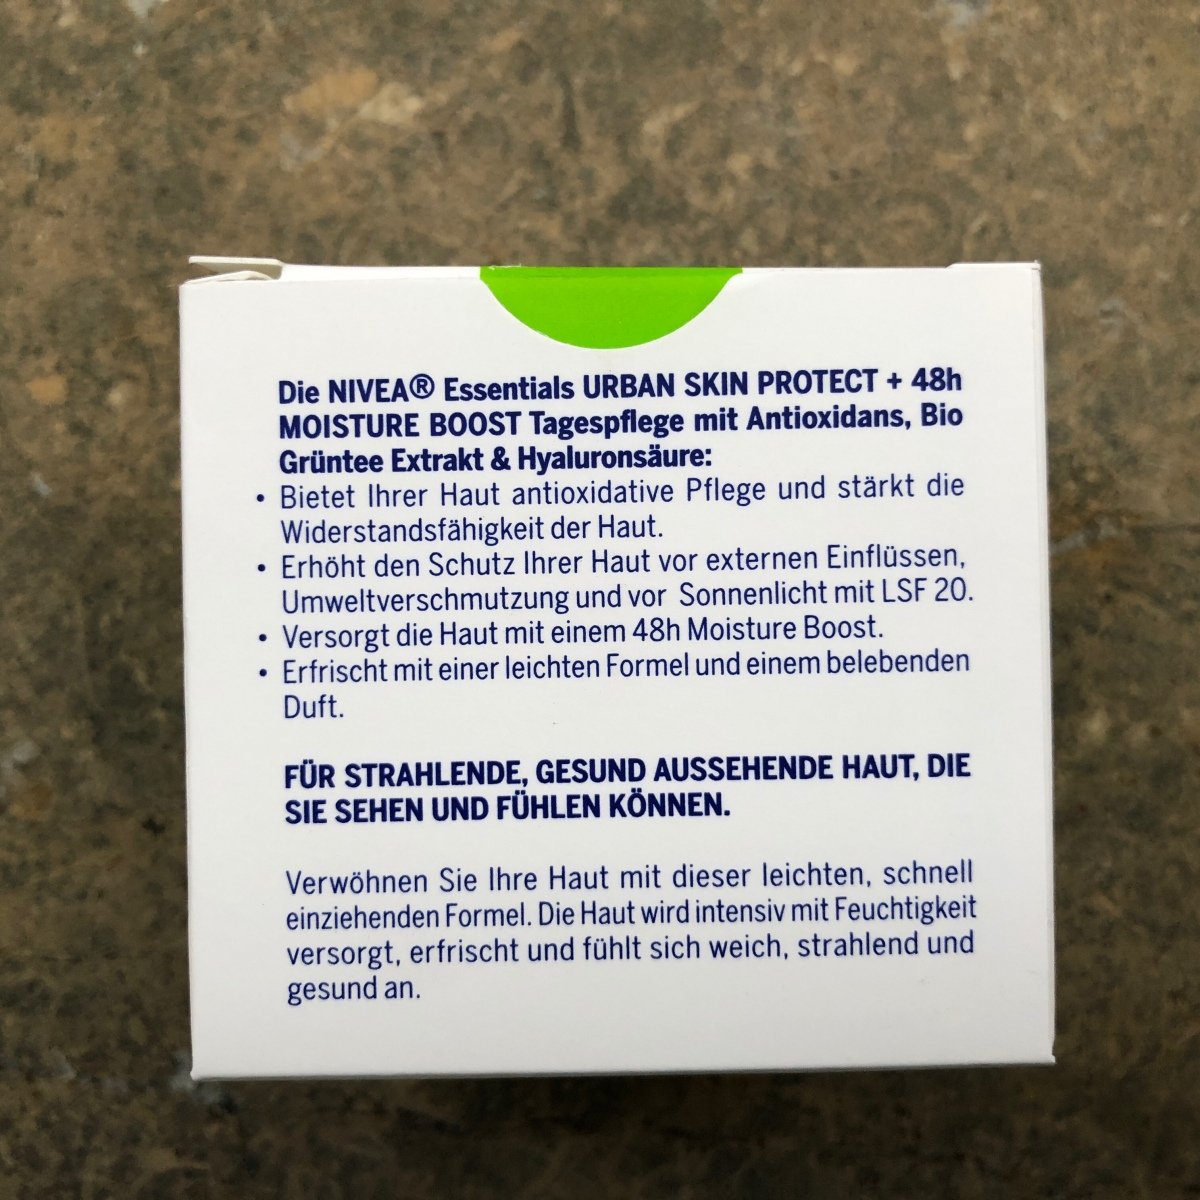 Die NIVEA® Essentials URBAN SKIN PROTECT + 48h
MOISTURE BOOST Tagespflege mit Antioxidans, Bio
Grüntee Extrakt & Hyaluronsäure:
• Bietet Ihrer Haut antioxidative Pflege und stärkt die
Widerstandsfähigkeit der Haut.
• Erhöht den Schutz Ihrer Haut vor externen Einflüssen,
Umweltverschmutzung und vor Sonnenlicht mit LSF 20.
• Versorgt die Haut mit einem 48h Moisture Boost.
• Erfrischt mit einer leichten Formel und einem belebenden
Duft.
FÜR STRAHLENDE, GESUND AUSSEHENDE HAUT, DIE
SIE SEHEN UND FÜHLEN KÖNNEN.
Verwöhnen Sie Ihre Haut mit dieser leichten, schnell
einziehenden Formel. Die Haut wird intensiv mit Feuchtigkeit
versorgt, erfrischt und fühlt sich weich, strahlend und
gesund an.